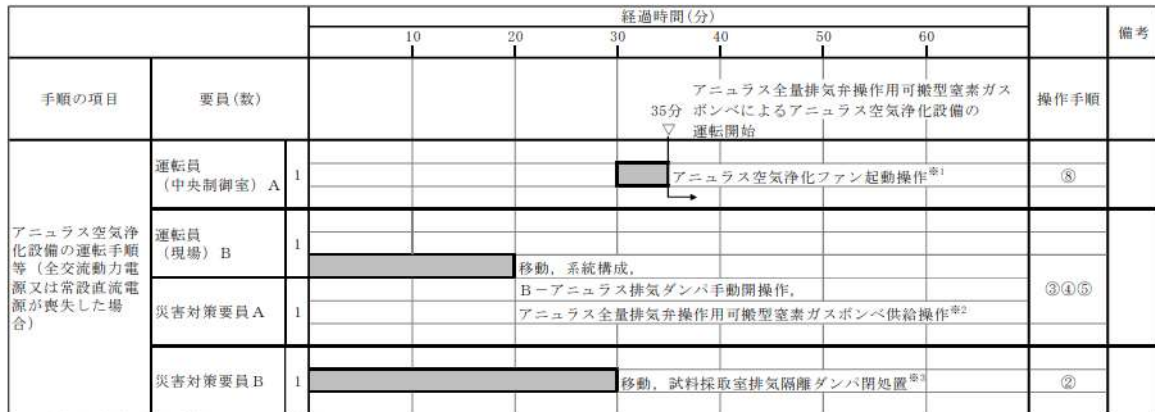 経過時間(分)
10 20 30 40 50 60
備考
手順の項目
要員(数)
アニュラス全量排気弁操作用可搬型窒素ガス
35分 ボンベによるアニュラス空気浄化設備の
▽ 運転開始
操作手順
運転員
(中央制御室) A
1
アニュラス空気浄化ファン起動操作※1
⑧
アニュラス空気浄
化設備の運転手順
等(全交流動力電
源又は常設直流電
源が喪失した場
合)
運転員
(現場) B
1
移動,系統構成,
B-アニュラス排気ダンパ手動開操作,
アニュラス全量排気弁操作用可搬型窒素ガスボンベ供給操作※2
③④⑤
災害対策要員A
1
災害対策要員B
1
移動,試料採取室排気隔離ダンパ閉処置※3
②